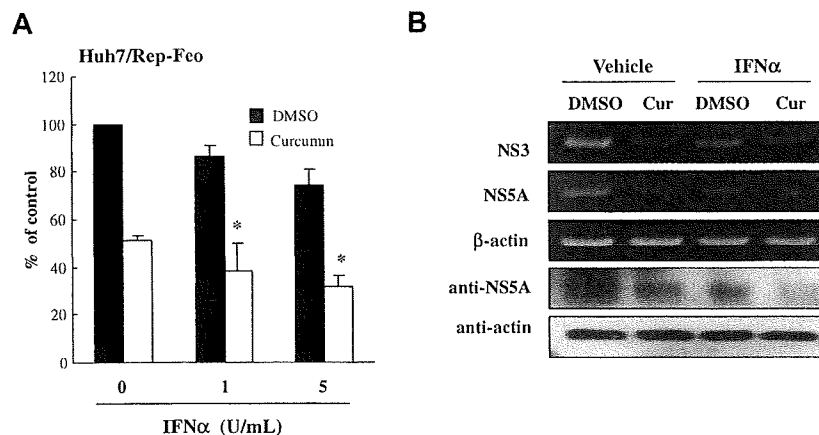 A
Huh7/Rep-Feo
% of control
120
100
80
60
40
20
0
DMSO
Curcumin
*
*
0
1
5
IFNα (U/mL)
B
Vehicle
IFNα
DMSO
Cur
DMSO
Cur
NS3
NS5A
β-actin
anti-NS5A
anti-actin